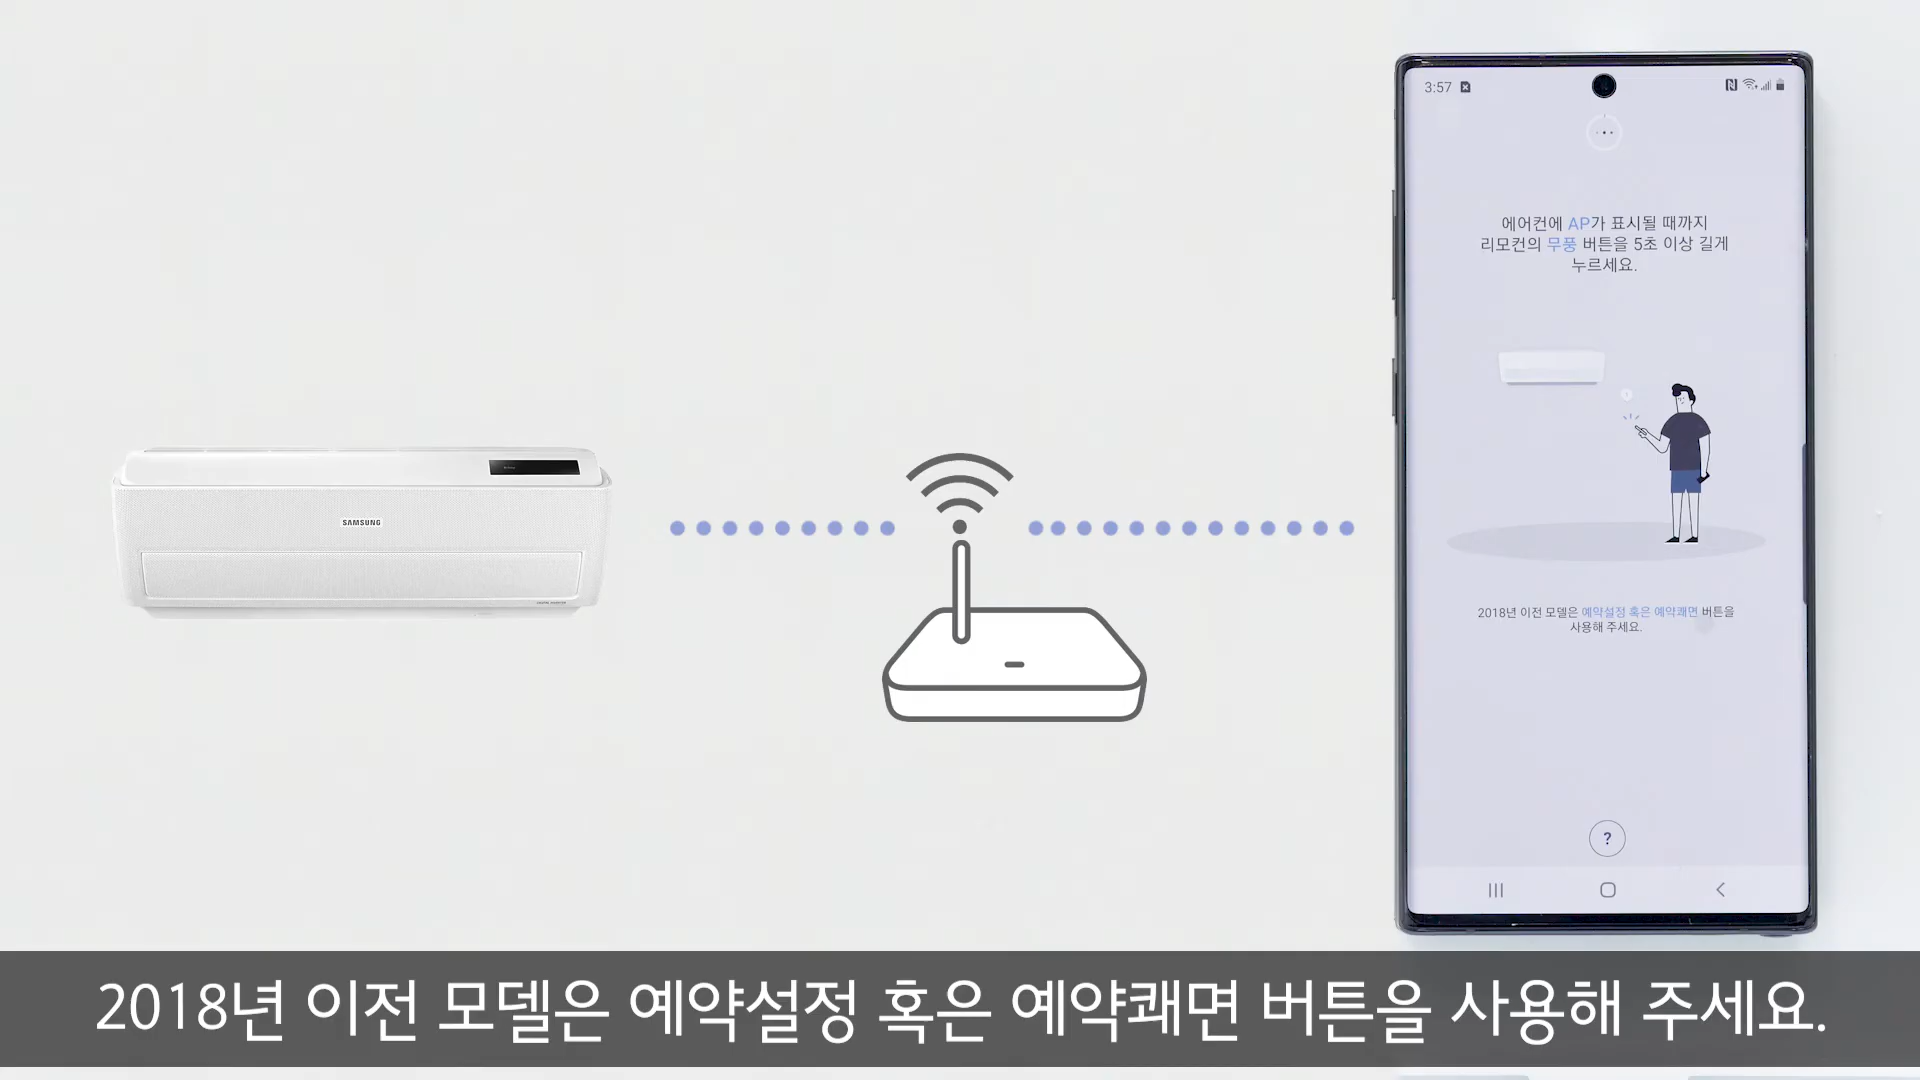 3:57
에어컨에 AP가 표시될 때까지
리모컨의 무풍 버튼을 5초 이상 길게
누르세요.
SAMSUNG
2018년 이전 모델은 예약설정 혹은 예약쾌면 버튼을
사용해 주세요.
?
2018년 이전 모델은 예약설정 혹은 예약쾌면 버튼을 사용해 주세요.